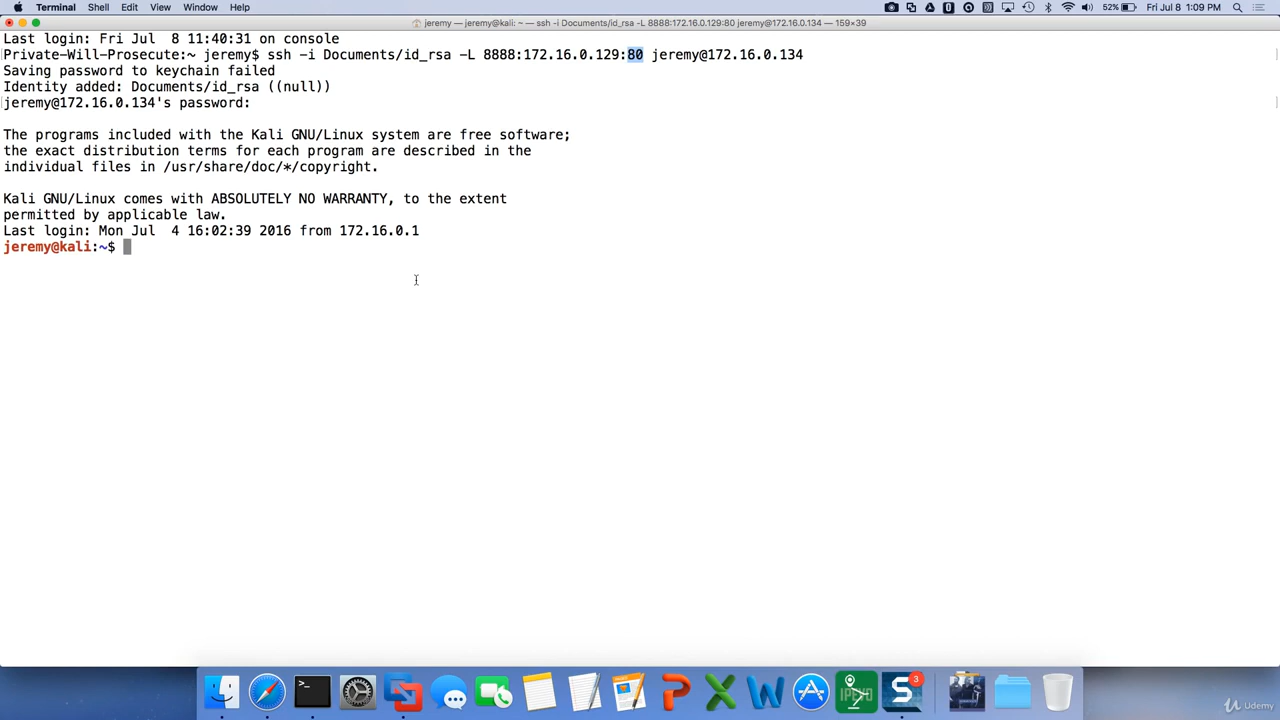 Terminal Shell Edit View Window Help 52% Fri Jul 8 1:09 PM
jeremy — jeremy@kali: ~ — ssh -i Documents/id_rsa -L 8888:172.16.0.129:80 jeremy@172.16.0.134 — 159×39
Last login: Fri Jul  8 11:40:31 on console
Private-Will-Prosecute:~ jeremy$ ssh -i Documents/id_rsa -L 8888:172.16.0.129:80 jeremy@172.16.0.134
Saving password to keychain failed
Identity added: Documents/id_rsa ((null))
jeremy@172.16.0.134's password:
The programs included with the Kali GNU/Linux system are free software;
the exact distribution terms for each program are described in the
individual files in /usr/share/doc/*/copyright.
Kali GNU/Linux comes with ABSOLUTELY NO WARRANTY, to the extent
permitted by applicable law.
Last login: Mon Jul  4 16:02:39 2016 from 172.16.0.1
jeremy@kali:~$
IPEVO
3
Udemy